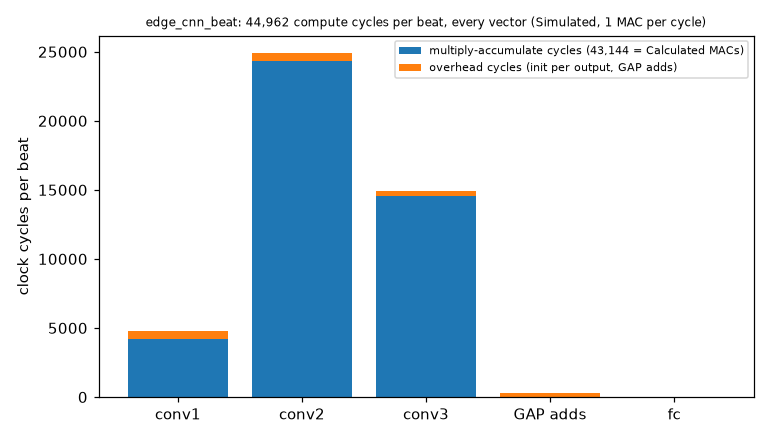 edge_cnn_beat: 44,962 compute cycles per beat, every vector (Simulated, 1 MAC per cycle)
multiply-accumulate cycles (43,144 = Calculated MACs)
overhead cycles (init per output, GAP adds)
clock cycles per beat
25000
20000
15000
10000
5000
0
conv1 conv2 conv3 GAP adds fc